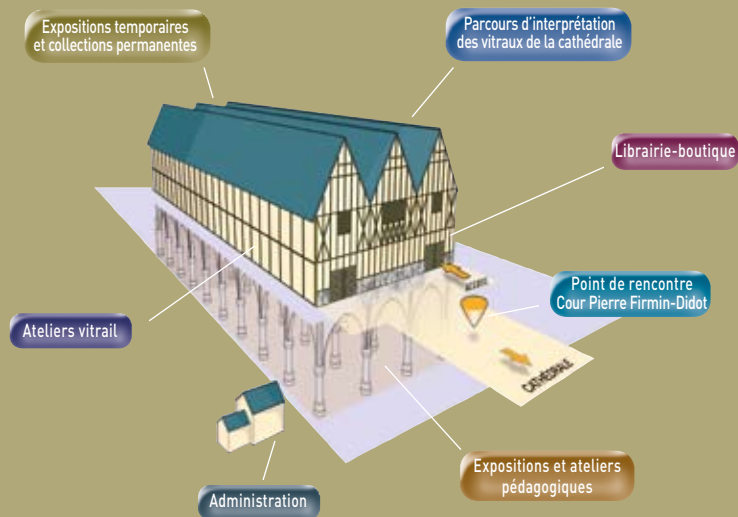 Expositions temporaires
et collections permanentes
Parcours d'interprétation
des vitraux de la cathédrale
Librairie-boutique
Point de rencontre
Cour Pierre Firmin-Didot
Ateliers vitrail
CATHÉDRALE
Expositions et ateliers
pédagogiques
Administration